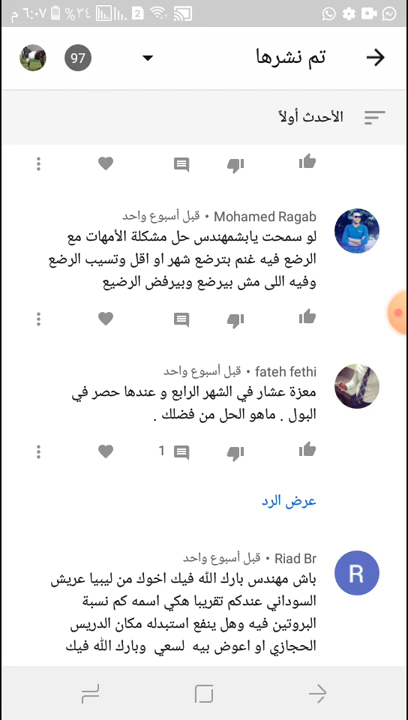 ٦:٠٧ م ٣٤% 2
تم نشرها
97
الأحدث أولاً
Mohamed Ragab • قبل أسبوع واحد
لو سمحت يابشمهندس حل مشكلة الأمهات مع
الرضع فيه غنم بترضع شهر او اقل وتسيب الرضع
وفيه اللى مش بيرضع وبيرفض الرضيع
fateh fethi • قبل أسبوع واحد
معزة عشار في الشهر الرابع و عندها حصر في
البول . ماهو الحل من فضلك .
1
عرض الرد
Riad Br • قبل أسبوع واحد
R
باش مهندس بارك الله فيك اخوك من ليبيا عريش
السوداني عندكم تقريبا هكي اسمه كم نسبة
البروتين فيه وهل ينفع استبدله مكان الدريس
الحجازي او اعوض بيه لسعي وبارك الله فيك